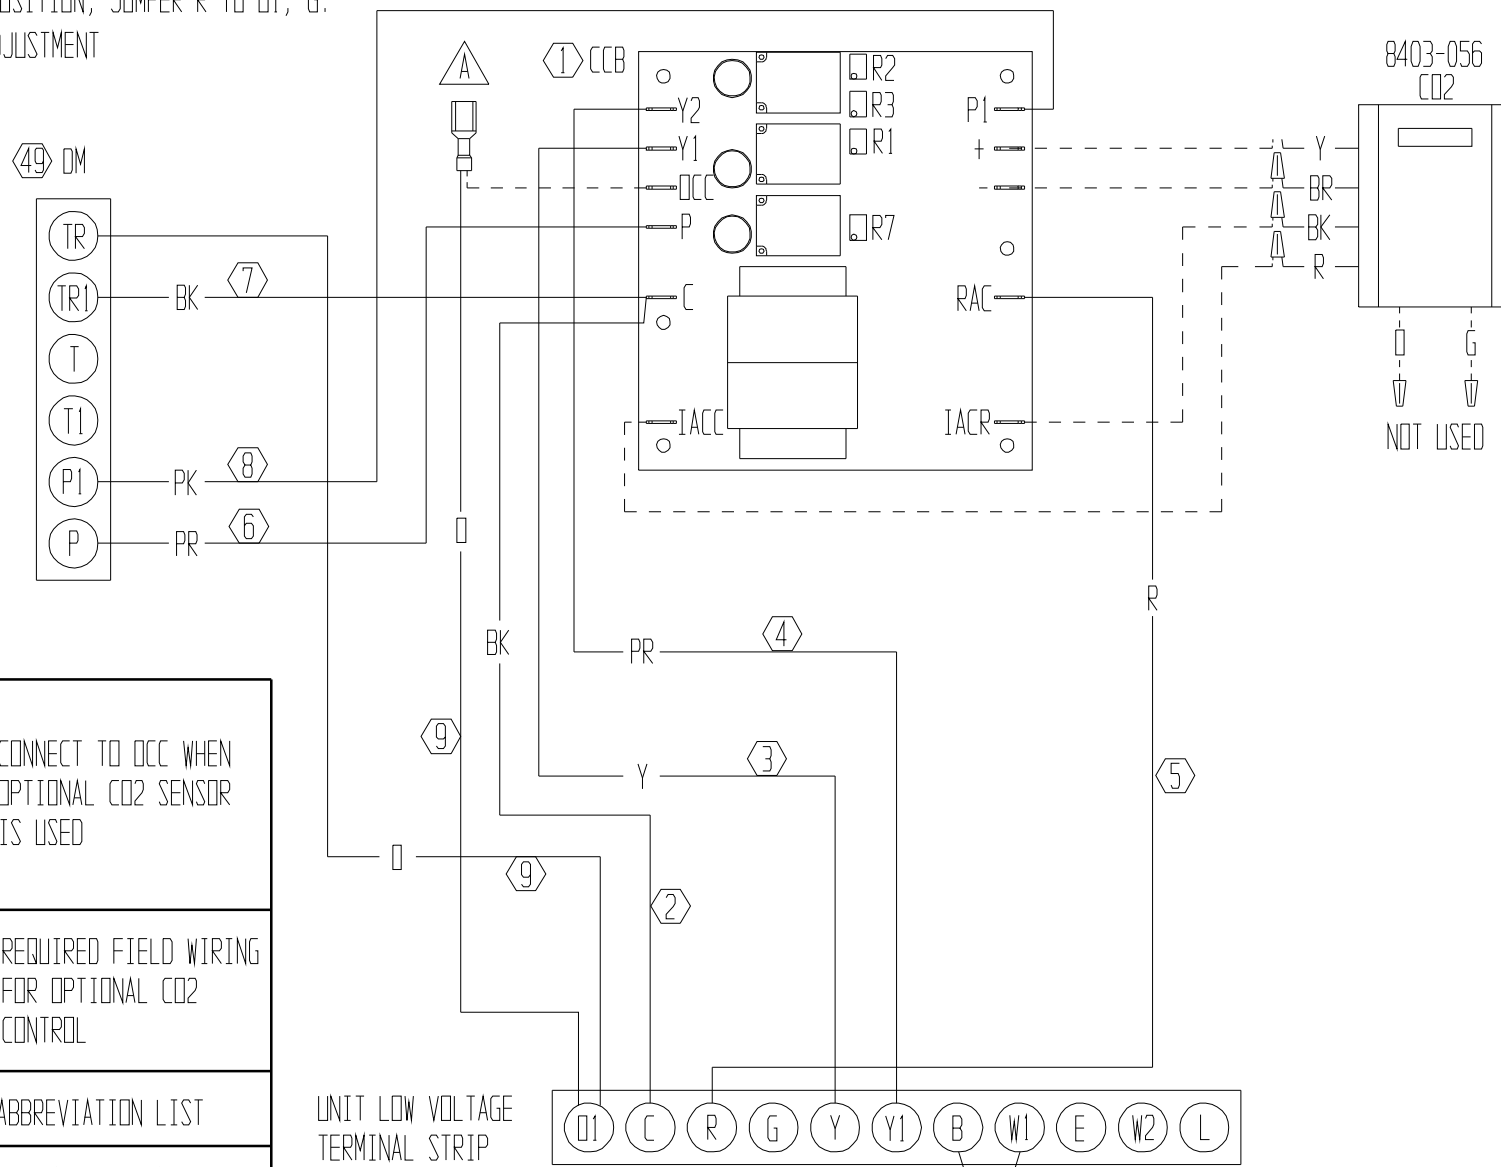 OSITION, JUMPER R TO O1, G.
DJUSTMENT
A
1 CCB
8403-056
CO2
49 DM
TR
TR1
T
T1
P1
P
BK 7
PK 8
PR 6
Y2
Y1
OCC
P
C
IACC
R2
R3
R1
R7
P1
+
-
RAC
IACR
Y
BR
BK
R
O
G
NOT USED
O
BK
PR 4
R
9
Y 3
5
O
9
2
CONNECT TO OCC WHEN
OPTIONAL CO2 SENSOR
IS USED
REQUIRED FIELD WIRING
FOR OPTIONAL CO2
CONTROL
ABBREVIATION LIST
UNIT LOW VOLTAGE
TERMINAL STRIP
O1 C R G Y Y1 B W1 E W2 L